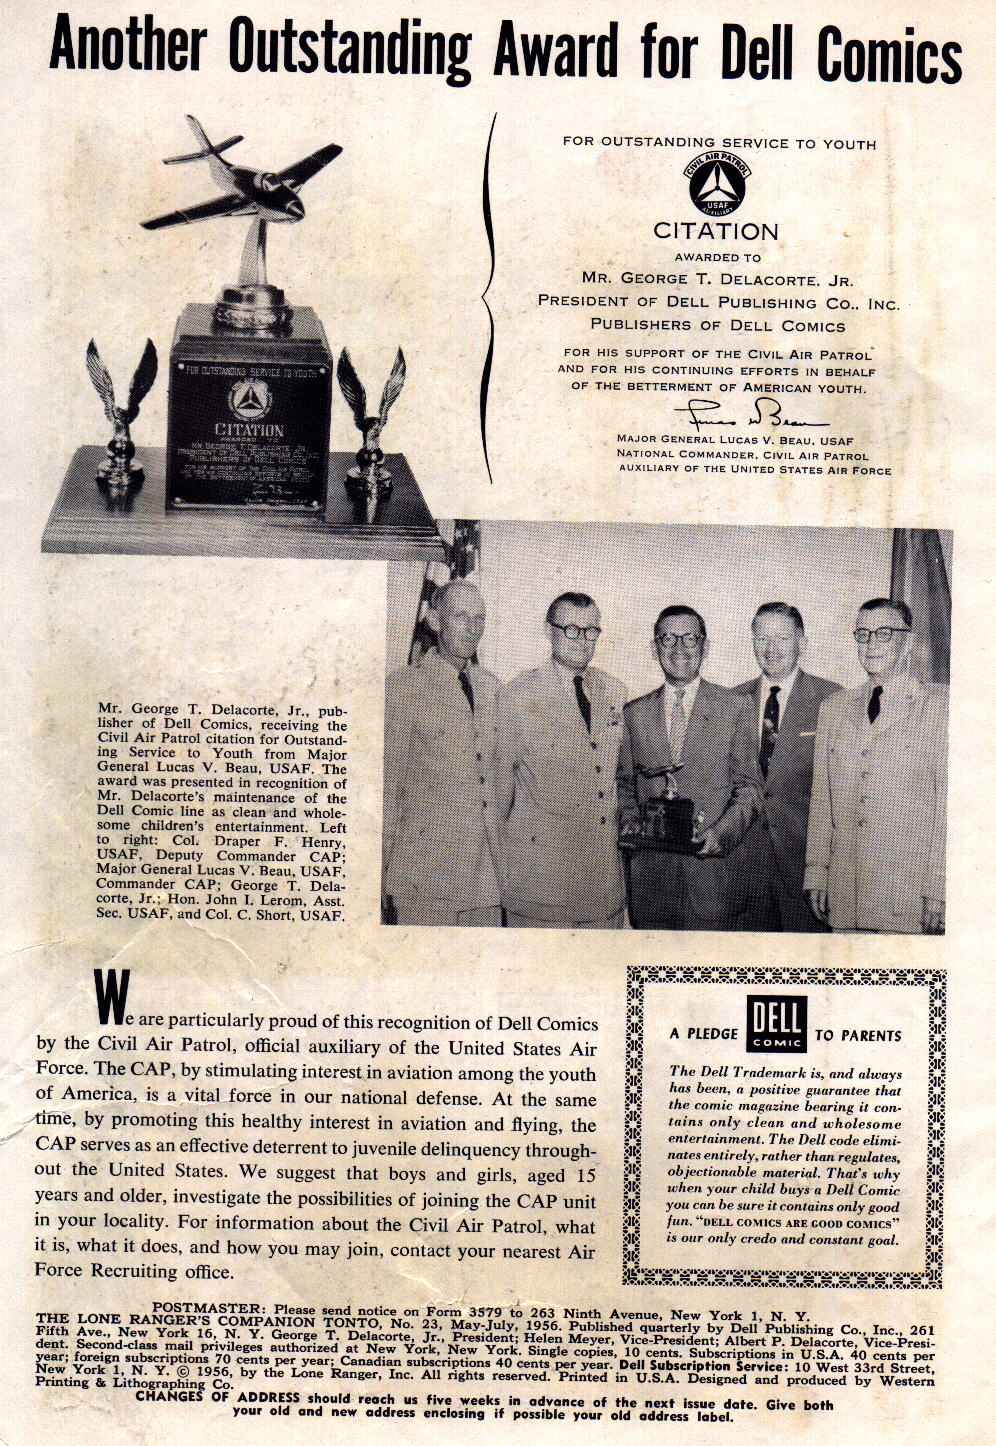 Another Outstanding Award for Dell Comics
FOR OUTSTANDING SERVICE TO YOUTH
CIVIL AIR PATROL
USAF
AUXILIARY
CITATION
AWARDED TO
MR. GEORGE T. DELACORTE, JR.
PRESIDENT OF DELL PUBLISHING CO., INC.
PUBLISHERS OF DELL COMICS
FOR HIS SUPPORT OF THE CIVIL AIR PATROL
AND FOR HIS CONTINUING EFFORTS IN BEHALF
OF THE BETTERMENT OF AMERICAN YOUTH.
Lucas V. Beau
MAJOR GENERAL LUCAS V. BEAU, USAF
NATIONAL COMMANDER, CIVIL AIR PATROL
AUXILIARY OF THE UNITED STATES AIR FORCE
FOR OUTSTANDING SERVICE TO YOUTH
CITATION
AWARDED TO
MR. GEORGE T. DELACORTE, JR.
PRESIDENT OF DELL PUBLISHING CO., INC.
PUBLISHERS OF DELL COMICS
Mr. George T. Delacorte, Jr., pub-
lisher of Dell Comics, receiving the
Civil Air Patrol citation for Outstand-
ing Service to Youth from Major
General Lucas V. Beau, USAF. The
award was presented in recognition of
Mr. Delacorte's maintenance of the
Dell Comic line as clean and whole-
some children's entertainment. Left
to right: Col. Draper F. Henry,
USAF, Deputy Commander CAP;
Major General Lucas V. Beau, USAF,
Commander CAP; George T. Dela-
corte, Jr.; Hon. John I. Lerom, Asst.
Sec. USAF, and Col. C. Short, USAF.
We are particularly proud of this recognition of Dell Comics
by the Civil Air Patrol, official auxiliary of the United States Air
Force. The CAP, by stimulating interest in aviation among the youth
of America, is a vital force in our national defense. At the same
time, by promoting this healthy interest in aviation and flying, the
CAP serves as an effective deterrent to juvenile delinquency through-
out the United States. We suggest that boys and girls, aged 15
years and older, investigate the possibilities of joining the CAP unit
in your locality. For information about the Civil Air Patrol, what
it is, what it does, and how you may join, contact your nearest Air
Force Recruiting office.
A PLEDGE DELL COMIC TO PARENTS
The Dell Trademark is, and always
has been, a positive guarantee that
the comic magazine bearing it con-
tains only clean and wholesome
entertainment. The Dell code elimi-
nates entirely, rather than regulates,
objectionable material. That's why
when your child buys a Dell Comic
you can be sure it contains only good
fun. "DELL COMICS ARE GOOD COMICS"
is our only credo and constant goal.
POSTMASTER: Please send notice on Form 3579 to 263 Ninth Avenue, New York 1, N. Y.
THE LONE RANGER'S COMPANION TONTO, No. 23, May-July, 1956. Published quarterly by Dell Publishing Co., Inc., 261
Fifth Ave., New York 16, N. Y. George T. Delacorte, Jr., President; Helen Meyer, Vice-President; Albert P. Delacorte, Vice-Presi-
dent. Second-class mail privileges authorized at New York, New York. Single copies, 10 cents. Subscriptions in U.S.A. 40 cents per
year; foreign subscriptions 70 cents per year; Canadian subscriptions 40 cents per year. Dell Subscription Service: 10 West 33rd Street,
New York 1, N. Y. © 1956, by the Lone Ranger, Inc. All rights reserved. Printed in U.S.A. Designed and produced by Western
Printing & Lithographing Co.
CHANGES OF ADDRESS should reach us five weeks in advance of the next issue date. Give both
your old and new address enclosing if possible your old address label.